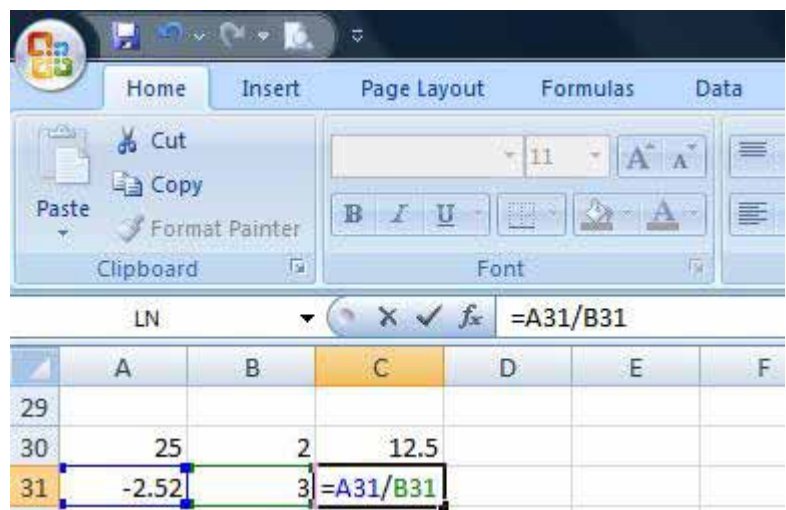 Home Insert Page Layout Formulas Data
Cut
Copy
Paste
Format Painter
11 A A
B I U A
Clipboard Font
LN fx =A31/B31
A B C D E F
29
30 25 2 12.5
31 -2.52 3 =A31/B31